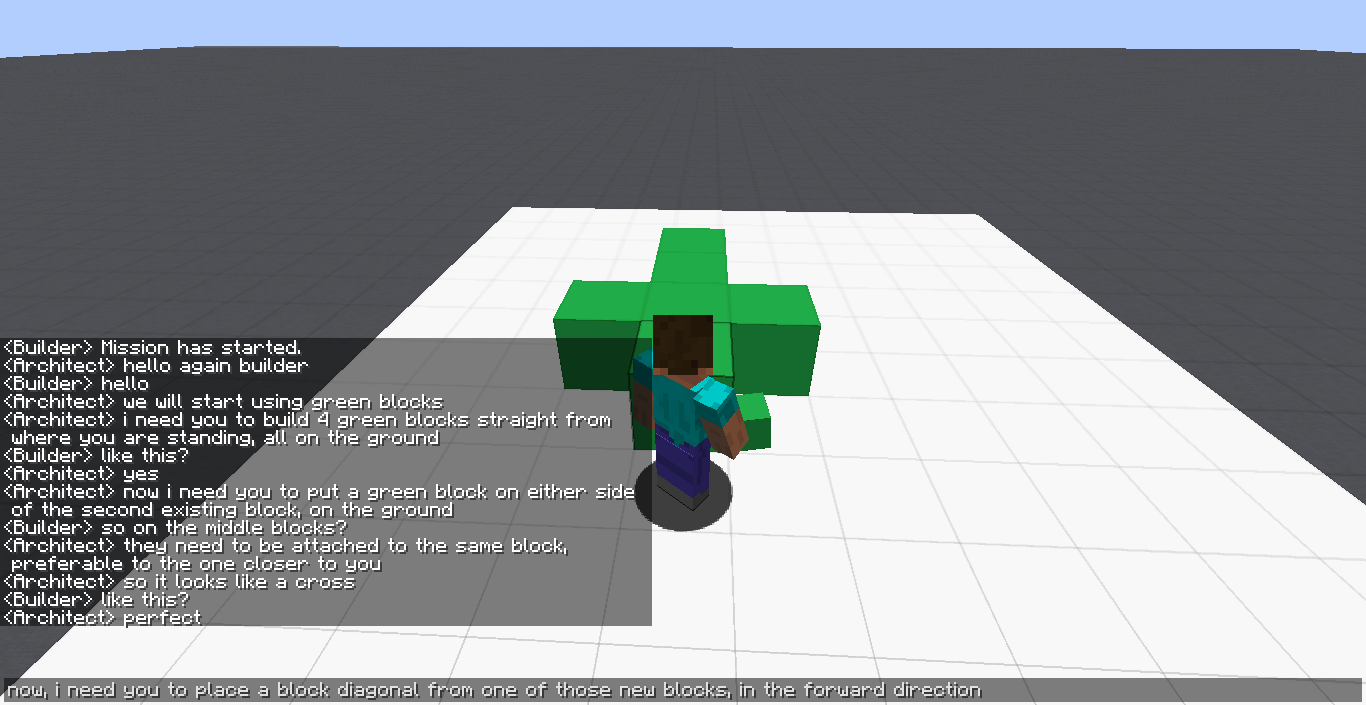 <Builder> Mission has started.
<Architect> hello again builder
<Builder> hello
<Architect> we will start using green blocks
<Architect> i need you to build 4 green blocks straight from
where you are standing, all on the ground
<Builder> like this?
<Architect> yes
<Architect> now i need you to put a green block on either side
of the second existing block, on the ground
<Builder> so on the middle blocks?
<Architect> they need to be attached to the same block,
preferable to the one closer to you
<Architect> so it looks like a cross
<Builder> like this?
<Architect> perfect
now, i need you to place a block diagonal from one of those new blocks, in the forward direction